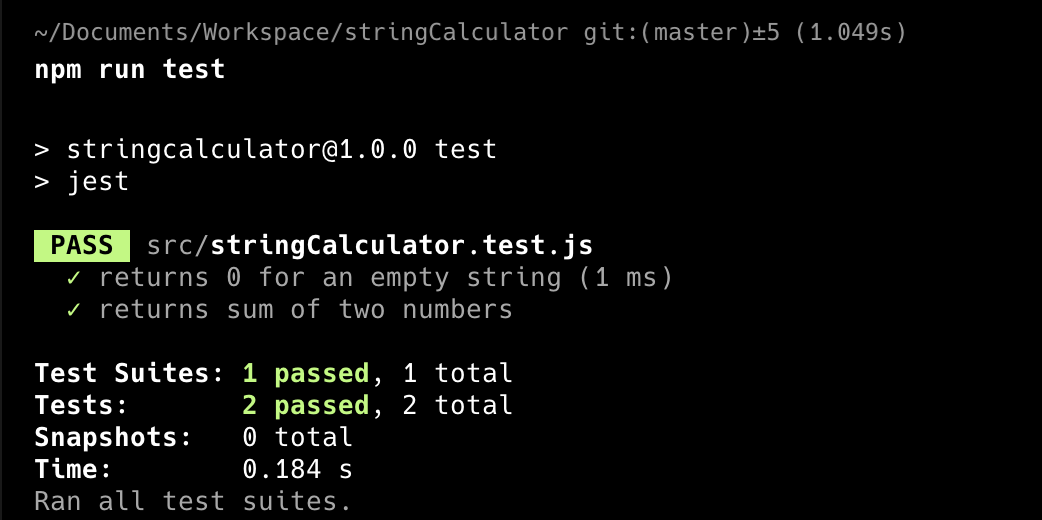 ~/Documents/Workspace/stringCalculator git:(master)±5 (1.049s)
npm run test
> stringcalculator@1.0.0 test
> jest
PASS src/stringCalculator.test.js
✓ returns 0 for an empty string (1 ms)
✓ returns sum of two numbers
Test Suites: 1 passed, 1 total
Tests: 2 passed, 2 total
Snapshots: 0 total
Time: 0.184 s
Ran all test suites.